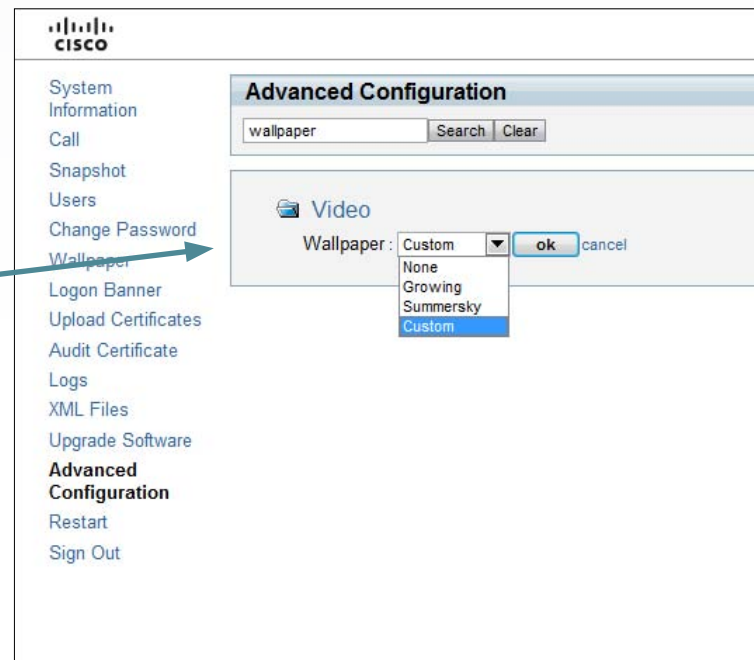 CISCO
System
Information
Call
Snapshot
Users
Change Password
Wallpaper
Logon Banner
Upload Certificates
Audit Certificate
Logs
XML Files
Upgrade Software
Advanced
Configuration
Restart
Sign Out
Advanced Configuration
wallpaper Search Clear
Video
Wallpaper : Custom ok cancel
None
Growing
Summersky
Custom